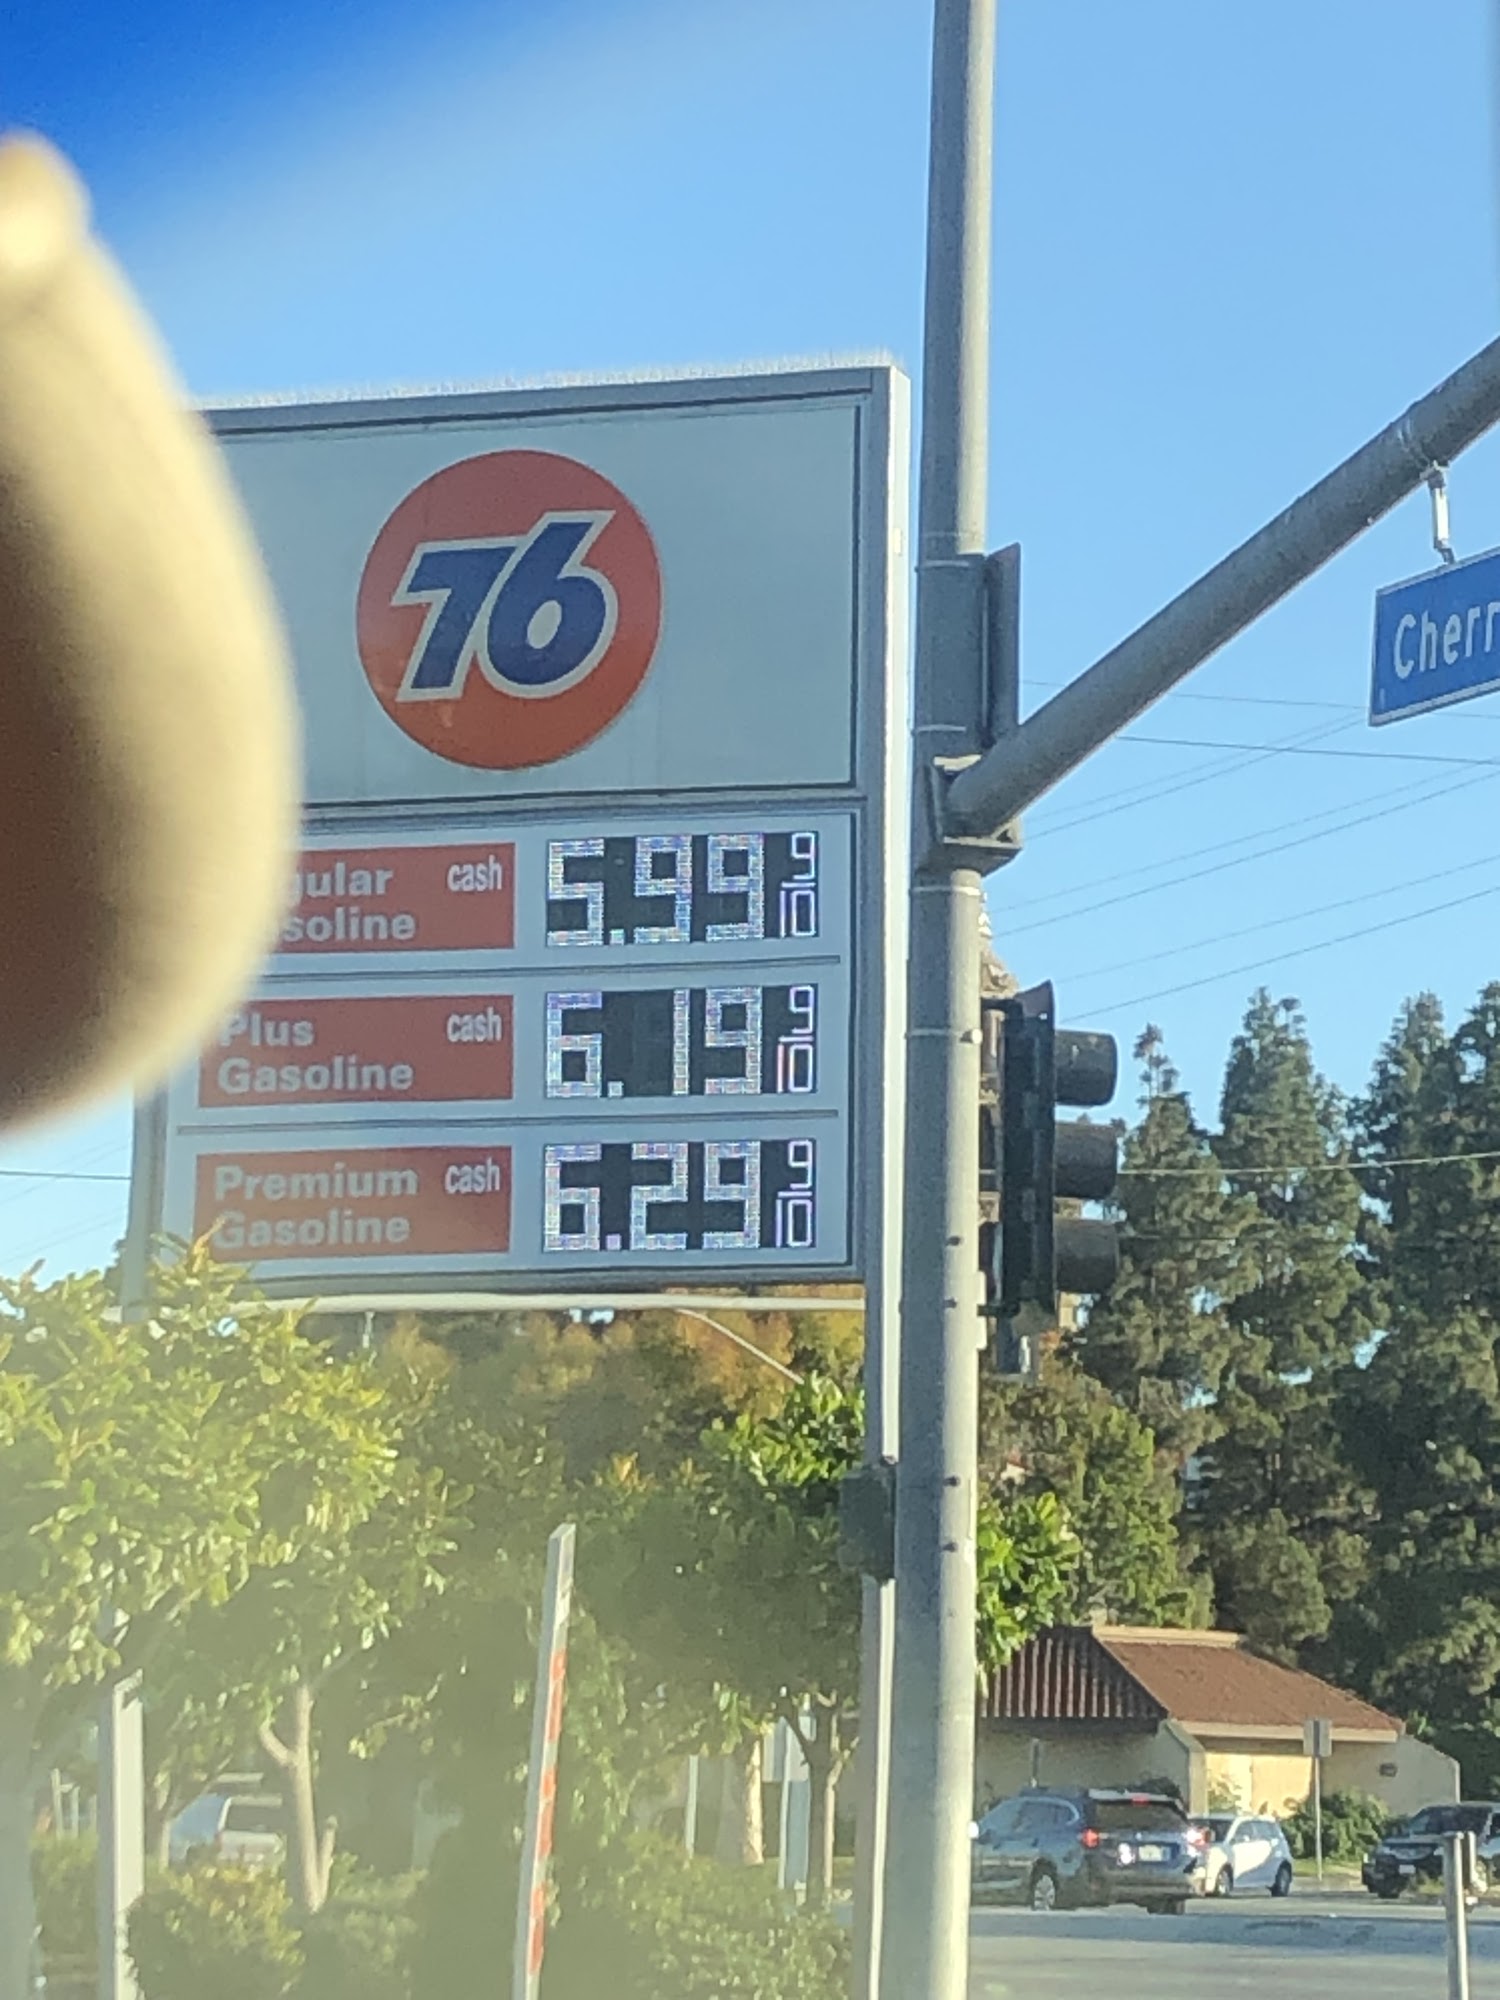 76
Cherr
gular cash 5.99 9/10
soline
Plus cash 6.19 9/10
Gasoline
Premium cash 6.29 9/10
Gasoline